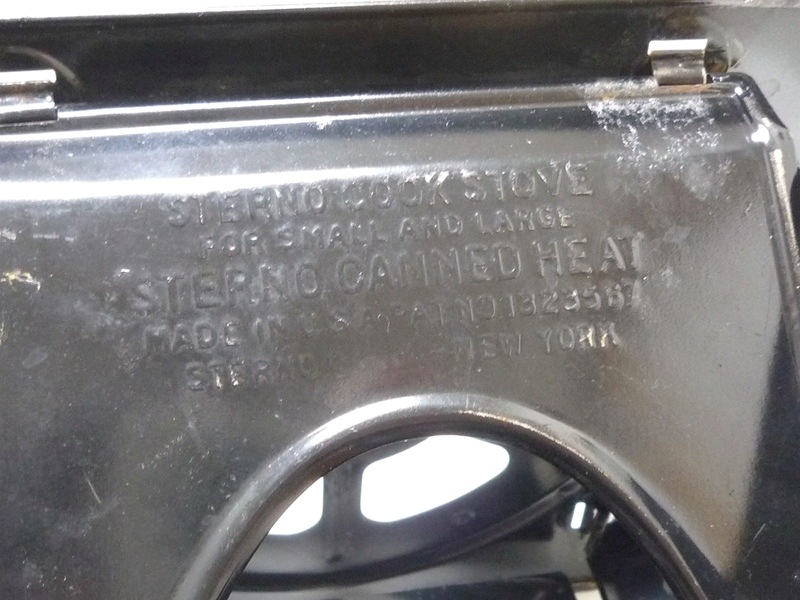 STERNO COOK STOVE
FOR SMALL AND LARGE
STERNO CANNED HEAT
MADE IN U.S.A. PAT. NO. 1323567
STERNO NEW YORK